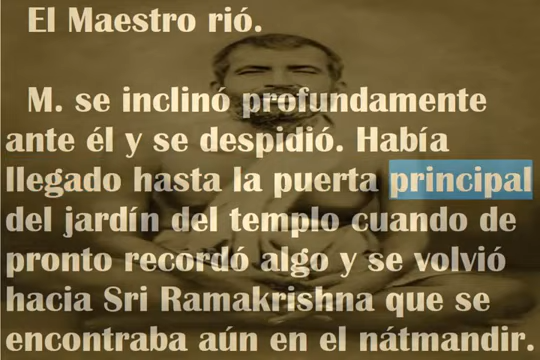 El Maestro rió.
M. se inclinó profundamente
ante él y se despidió. Había
llegado hasta la puerta principal
del jardín del templo cuando de
pronto recordó algo y se volvió
hacia Sri Ramakrishna que se
encontraba aún en el nátmandir.